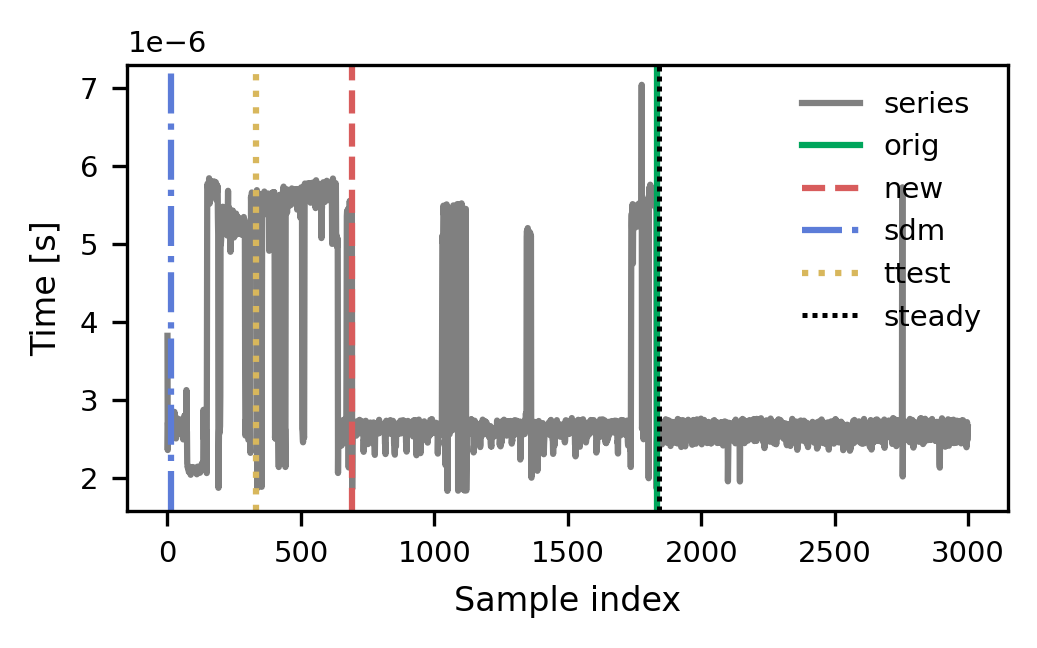 1e−6
7
6
5
4
3
2
Time [s]
series
orig
new
sdm
ttest
steady
0 500 1000 1500 2000 2500 3000
Sample index